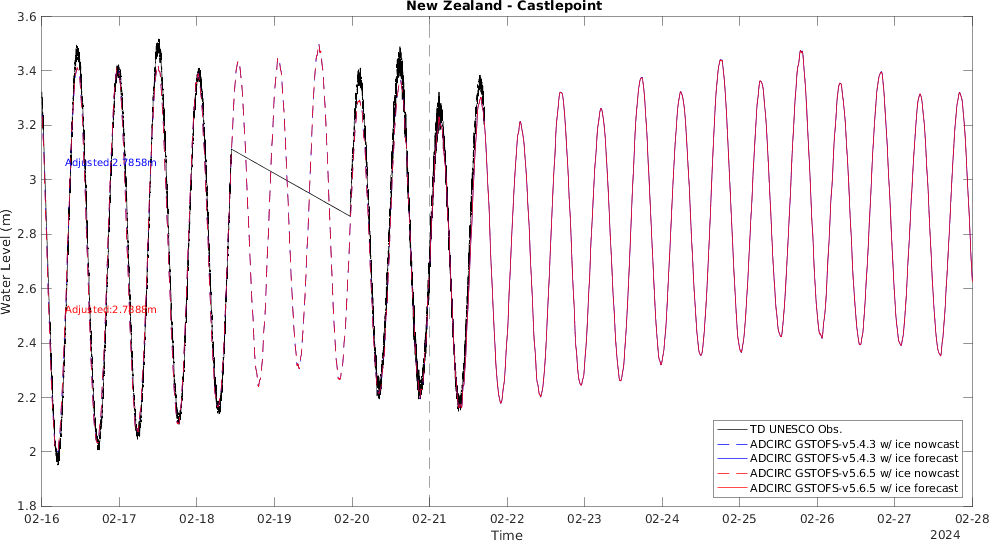 New Zealand - Castlepoint
3.6
3.4
3.2
3
2.8
2.6
2.4
2.2
2
1.8
Water Level (m)
Adjusted:2.7858m
Adjusted:2.7388m
TD UNESCO Obs.
ADCIRC GSTOFS-v5.4.3 w/ ice nowcast
ADCIRC GSTOFS-v5.4.3 w/ ice forecast
ADCIRC GSTOFS-v5.6.5 w/ ice nowcast
ADCIRC GSTOFS-v5.6.5 w/ ice forecast
02-16 02-17 02-18 02-19 02-20 02-21 02-22 02-23 02-24 02-25 02-26 02-27 02-28
Time
2024